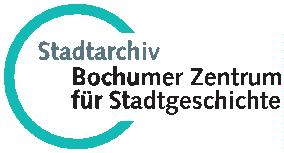 Stadtarchiv
Bochumer Zentrum
für Stadtgeschichte